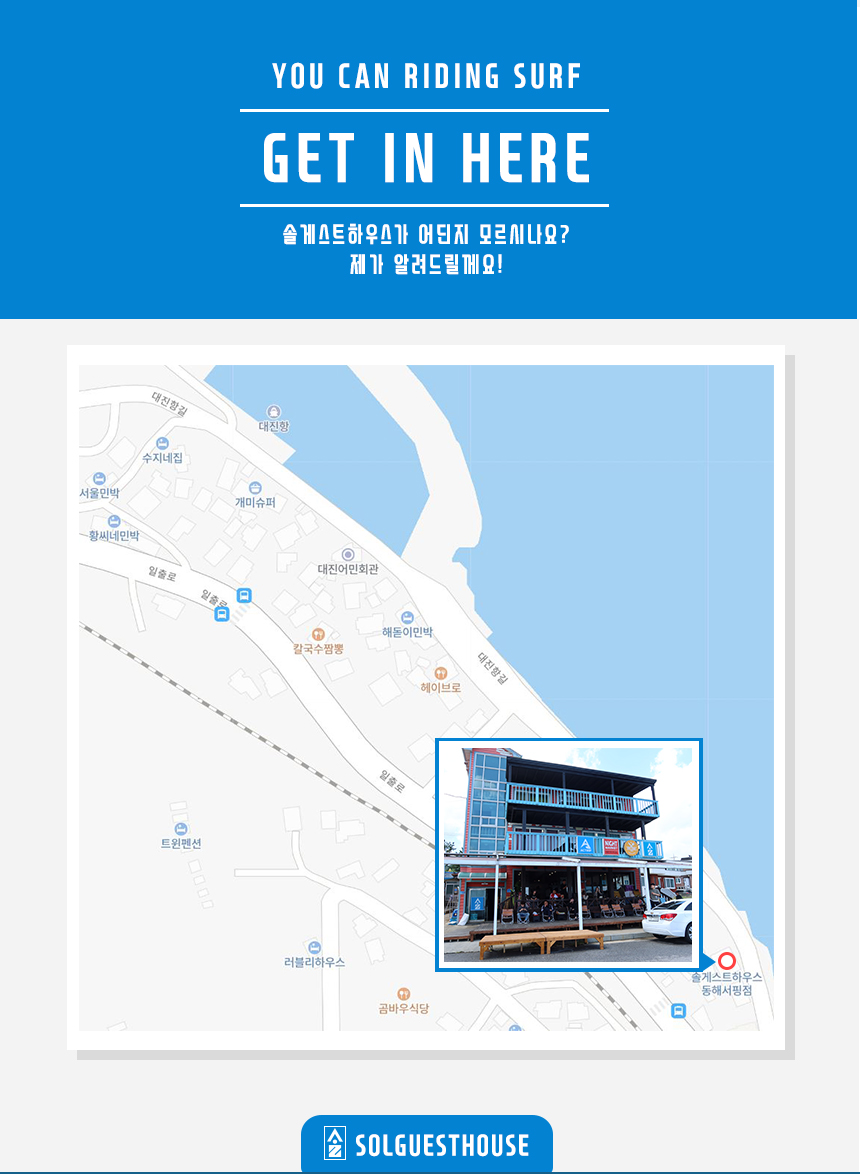 YOU CAN RIDING SURF
GET IN HERE
솔게스트하우스가 어딘지 모르시나요?
제가 알려드릴께요!
대진항길
대진항
수지네집
서울민박
개미슈퍼
황씨네민박
대진어민회관
일출로
일출로
해돋이민박
칼국수짬뽕
대진항길
헤이브로
일출로
NIGHT
트윈펜션
러블리하우스
솔게스트하우스
동해서핑점
곰바우식당
SOLGUESTHOUSE